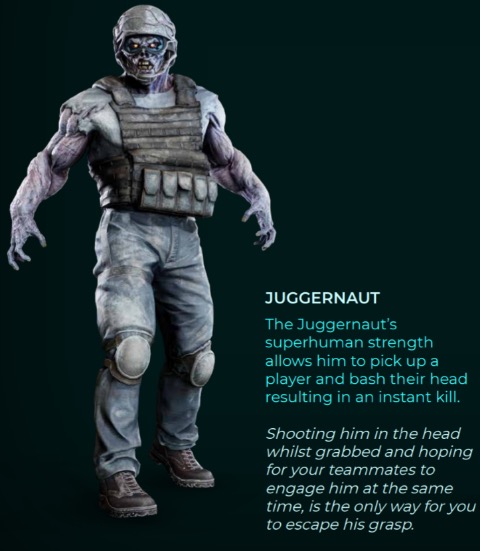 JUGGERNAUT
The Juggernaut's
superhuman strength
allows him to pick up a
player and bash their head
resulting in an instant kill.
Shooting him in the head
whilst grabbed and hoping
for your teammates to
engage him at the same
time, is the only way for you
to escape his grasp.